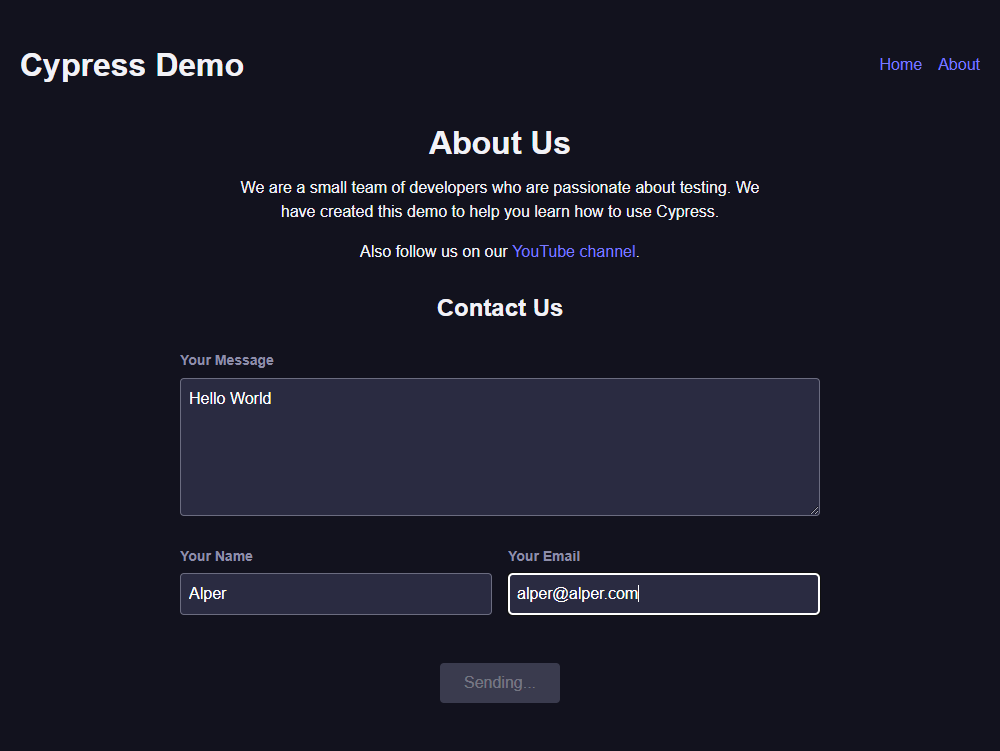 Cypress Demo
Home About
About Us
We are a small team of developers who are passionate about testing. We
have created this demo to help you learn how to use Cypress.
Also follow us on our YouTube channel.
Contact Us
Your Message
Hello World
Your Name
Your Email
Alper
alper@alper.com
Sending...